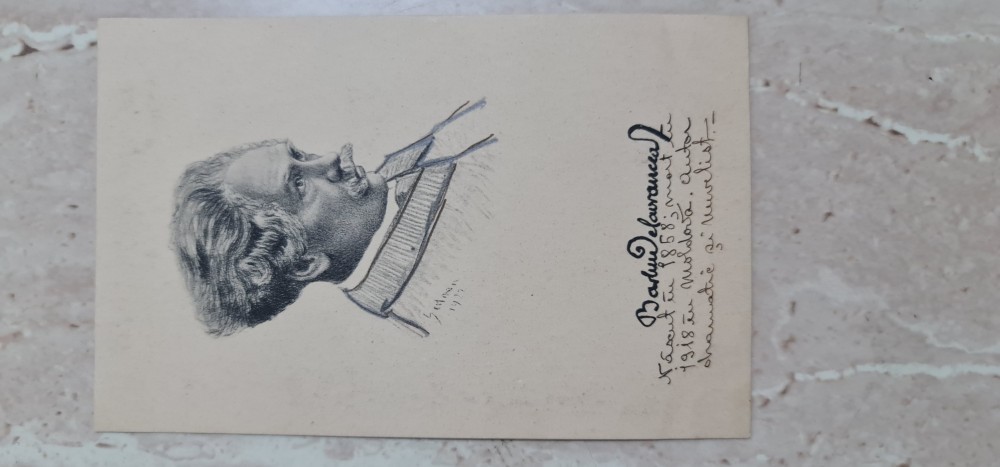 Barbu Delavrancea
Născut în 1858; mort în
1918 în Moldova. autor
dramatic și nuvelist.-